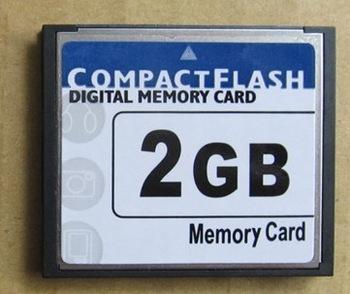 COMPACTFLASH
DIGITAL MEMORY CARD
2GB
Memory Card